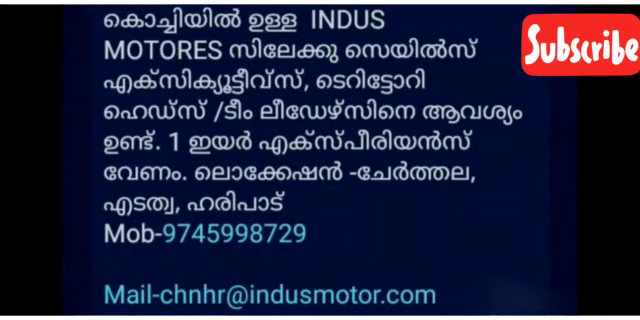 കൊച്ചിയിൽ ഉള്ള INDUS
MOTORES സിലേക്കു സെയിൽസ്
എക്സിക്യൂട്ടീവ്സ്, ടെറിട്ടോറി
ഹെഡ്സ് /ടീം ലീഡേഴ്സിനെ ആവശ്യം
ഉണ്ട്. 1 ഇയർ എക്സ്പീരിയൻസ്
വേണം. ലൊക്കേഷൻ -ചേർത്തല,
എടത്വ, ഹരിപാട്
Mob-9745998729
Mail-chnhr@indusmotor.com
Subscribe